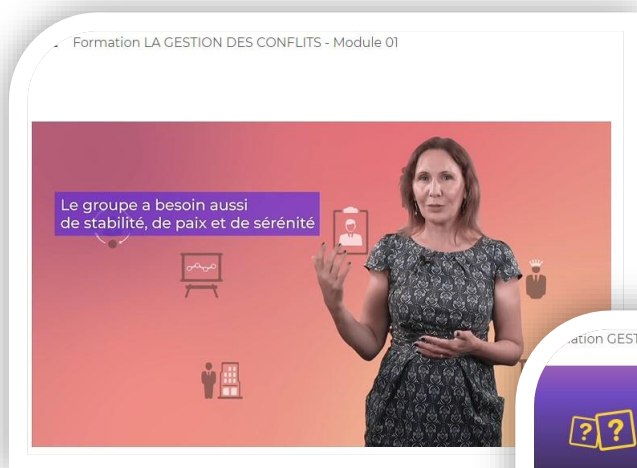 Formation LA GESTION DES CONFLITS - Module 01
Le groupe a besoin aussi
de stabilité, de paix et de sérénité
GEST
? ?